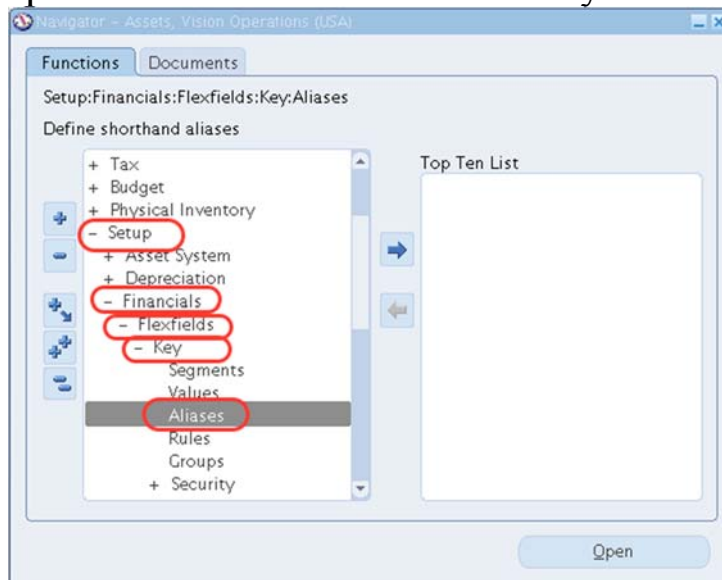 Navigator – Assets, Vision Operations (USA)
Functions Documents
Setup:Financials:Flexfields:Key:Aliases
Define shorthand aliases
+ Tax
+ Budget
+ Physical Inventory
– Setup
+ Asset System
+ Depreciation
– Financials
– Flexfields
– Key
Segments
Values
Aliases
Rules
Groups
+ Security
Top Ten List
Open